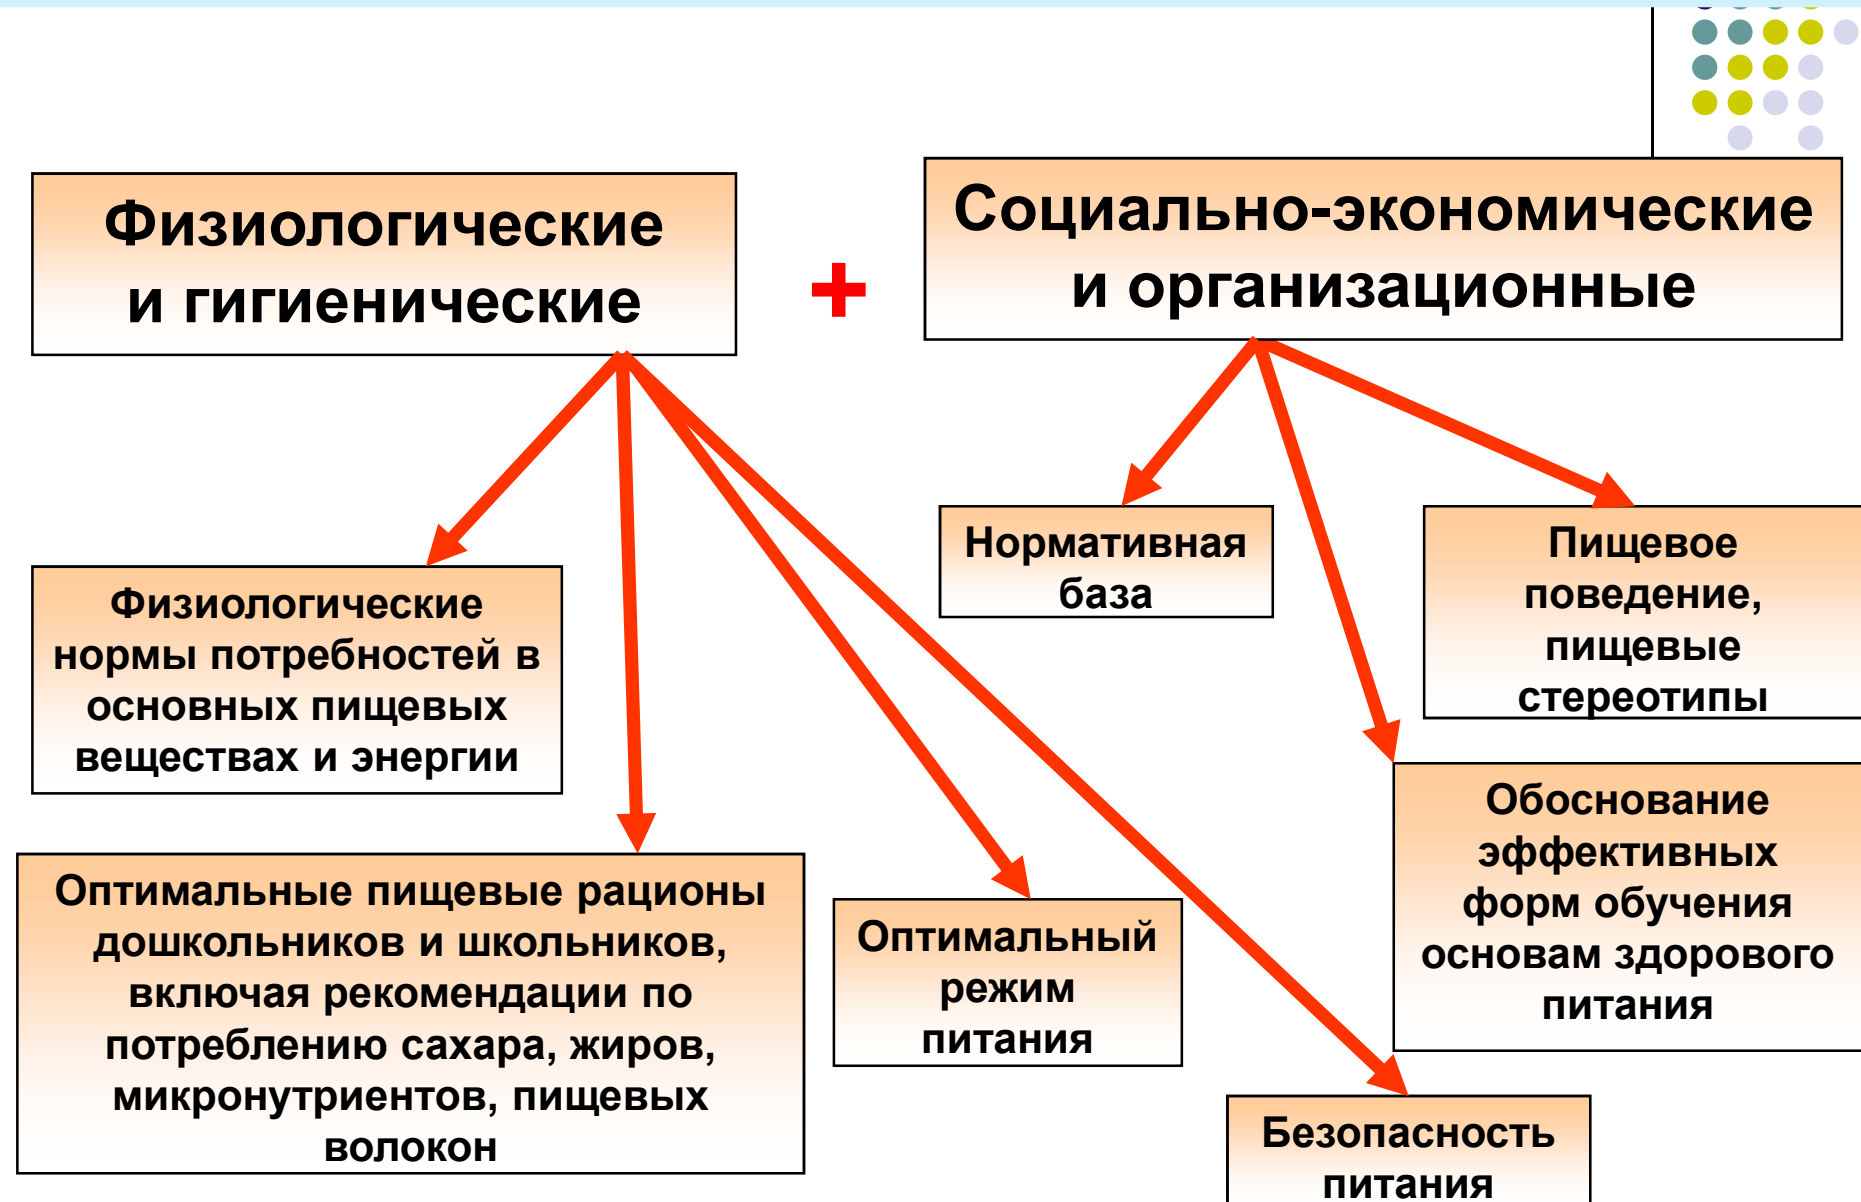 Физиологические
и гигиенические
+
Социально-экономические
и организационные
Физиологические
нормы потребностей в
основных пищевых
веществах и энергии
Оптимальные пищевые рационы
дошкольников и школьников,
включая рекомендации по
потреблению сахара, жиров,
микронутриентов, пищевых
волокон
Оптимальный
режим
питания
Безопасность
питания
Нормативная
база
Пищевое
поведение,
пищевые
стереотипы
Обоснование
эффективных
форм обучения
основам здорового
питания